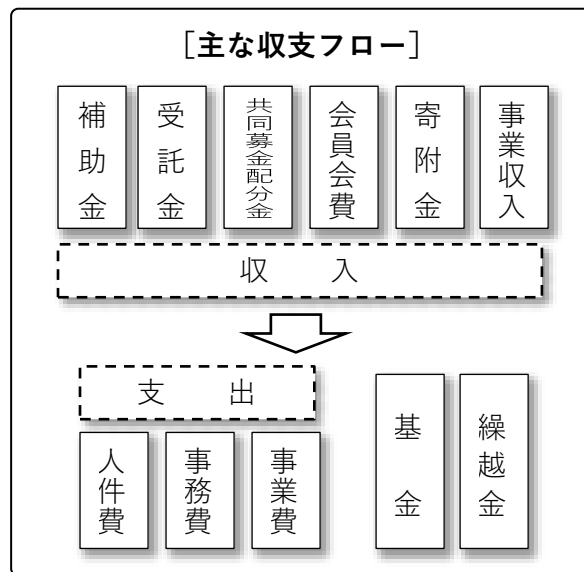 ［主な収支フロー］
補助金
受託金
共同募金配分金
会員会費
寄附金
事業収入
収入
支出
人件費
事務費
事業費
基金
繰越金